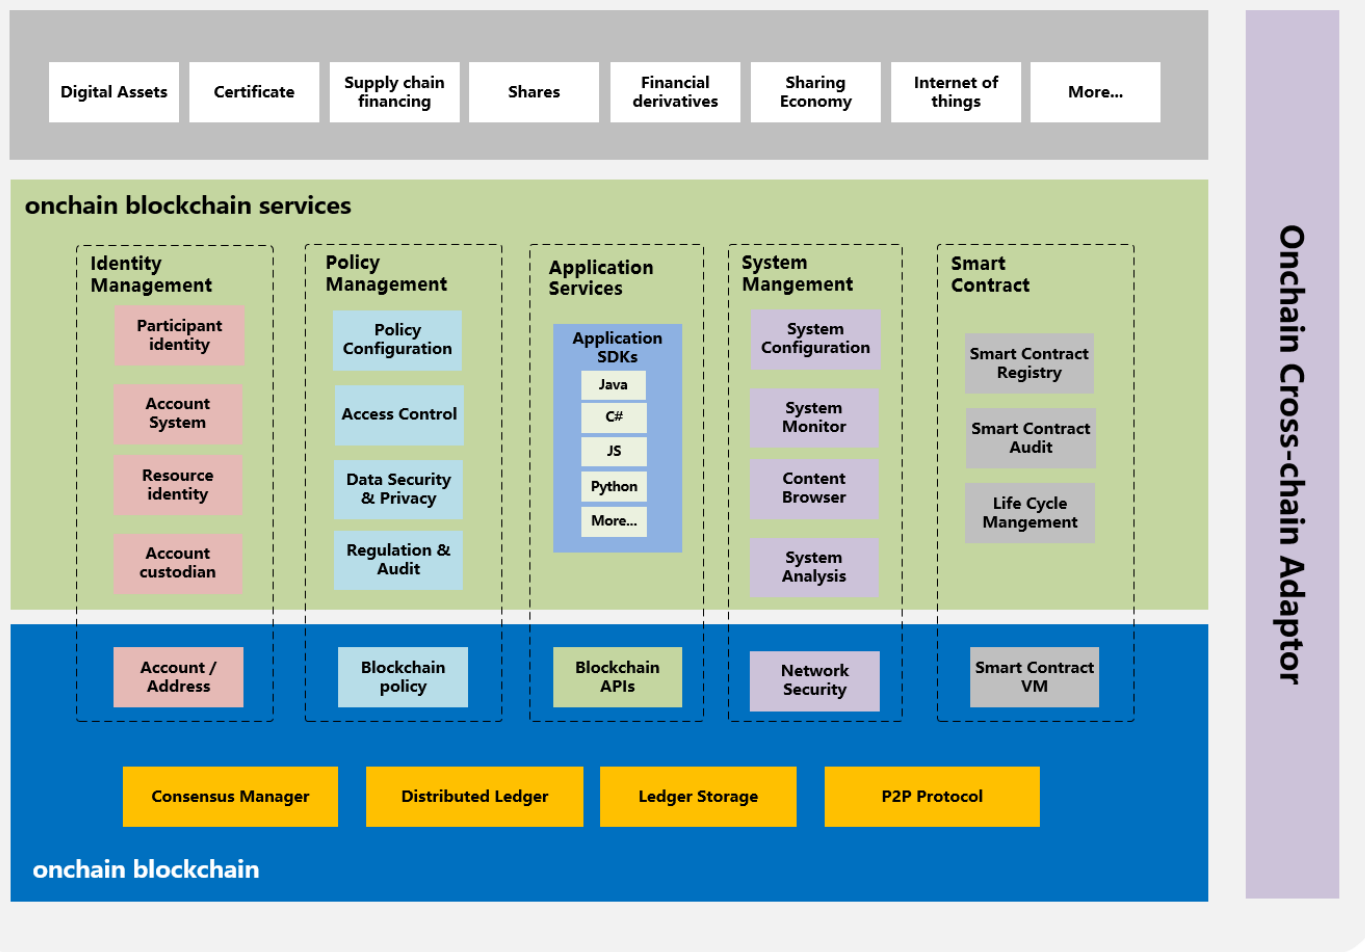 Digital Assets
Certificate
Supply chain
financing
Shares
Financial
derivatives
Sharing
Economy
Internet of
things
More...
onchain blockchain services
Identity
Management
Participant
identity
Account
System
Resource
identity
Account
custodian
Account /
Address
Policy
Management
Policy
Configuration
Access Control
Data Security
& Privacy
Regulation &
Audit
Blockchain
policy
Application
Services
Application
SDKs
Java
C#
JS
Python
More...
Blockchain
APIs
System
Mangement
System
Configuration
System
Monitor
Content
Browser
System
Analysis
Network
Security
Smart
Contract
Smart Contract
Registry
Smart Contract
Audit
Life Cycle
Mangement
Smart Contract
VM
Consensus Manager
Distributed Ledger
Ledger Storage
P2P Protocol
onchain blockchain
Onchain Cross-chain Adaptor